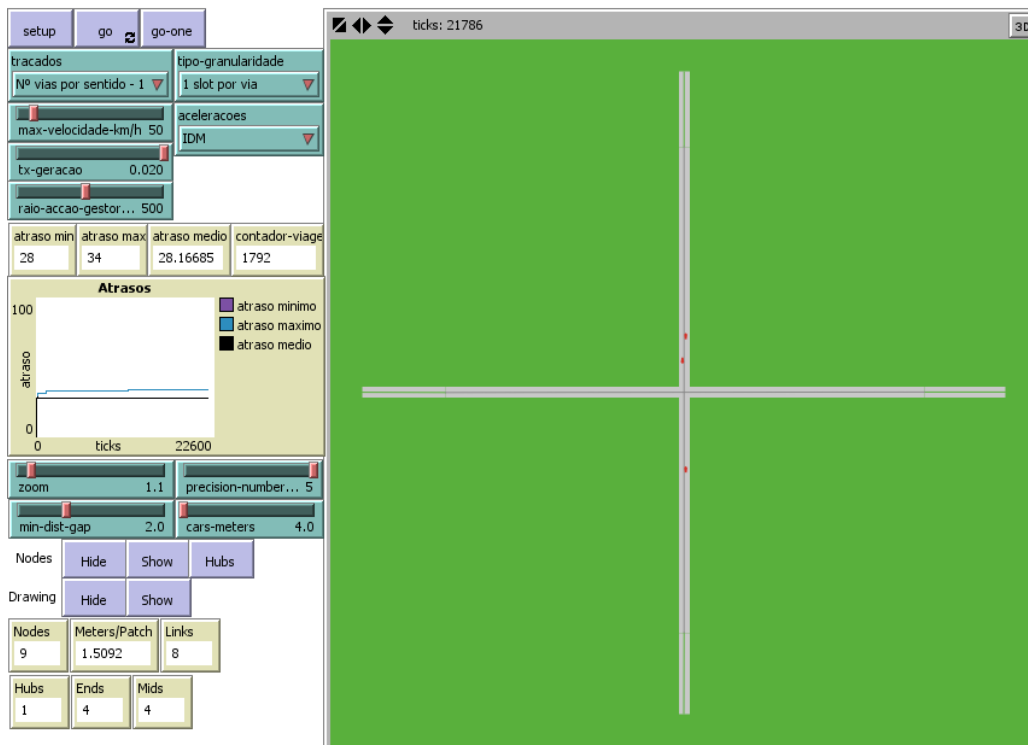 setup go go-one
ticks: 21786
3D
tracados
Nº vias por sentido - 1
tipo-granularidade
1 slot por via
max-velocidade-km/h 50
aceleracoes
IDM
tx-geracao 0.020
raio-accao-gestor... 500
atraso min
28
atraso max
34
atraso medio
28.16685
contador-viage
1792
Atrasos
100
atraso
0
0
ticks
22600
atraso minimo
atraso maximo
atraso medio
zoom 1.1
precision-number... 5
min-dist-gap 2.0
cars-meters 4.0
Nodes Hide Show Hubs
Drawing Hide Show
Nodes
9
Meters/Patch
1.5092
Links
8
Hubs
1
Ends
4
Mids
4